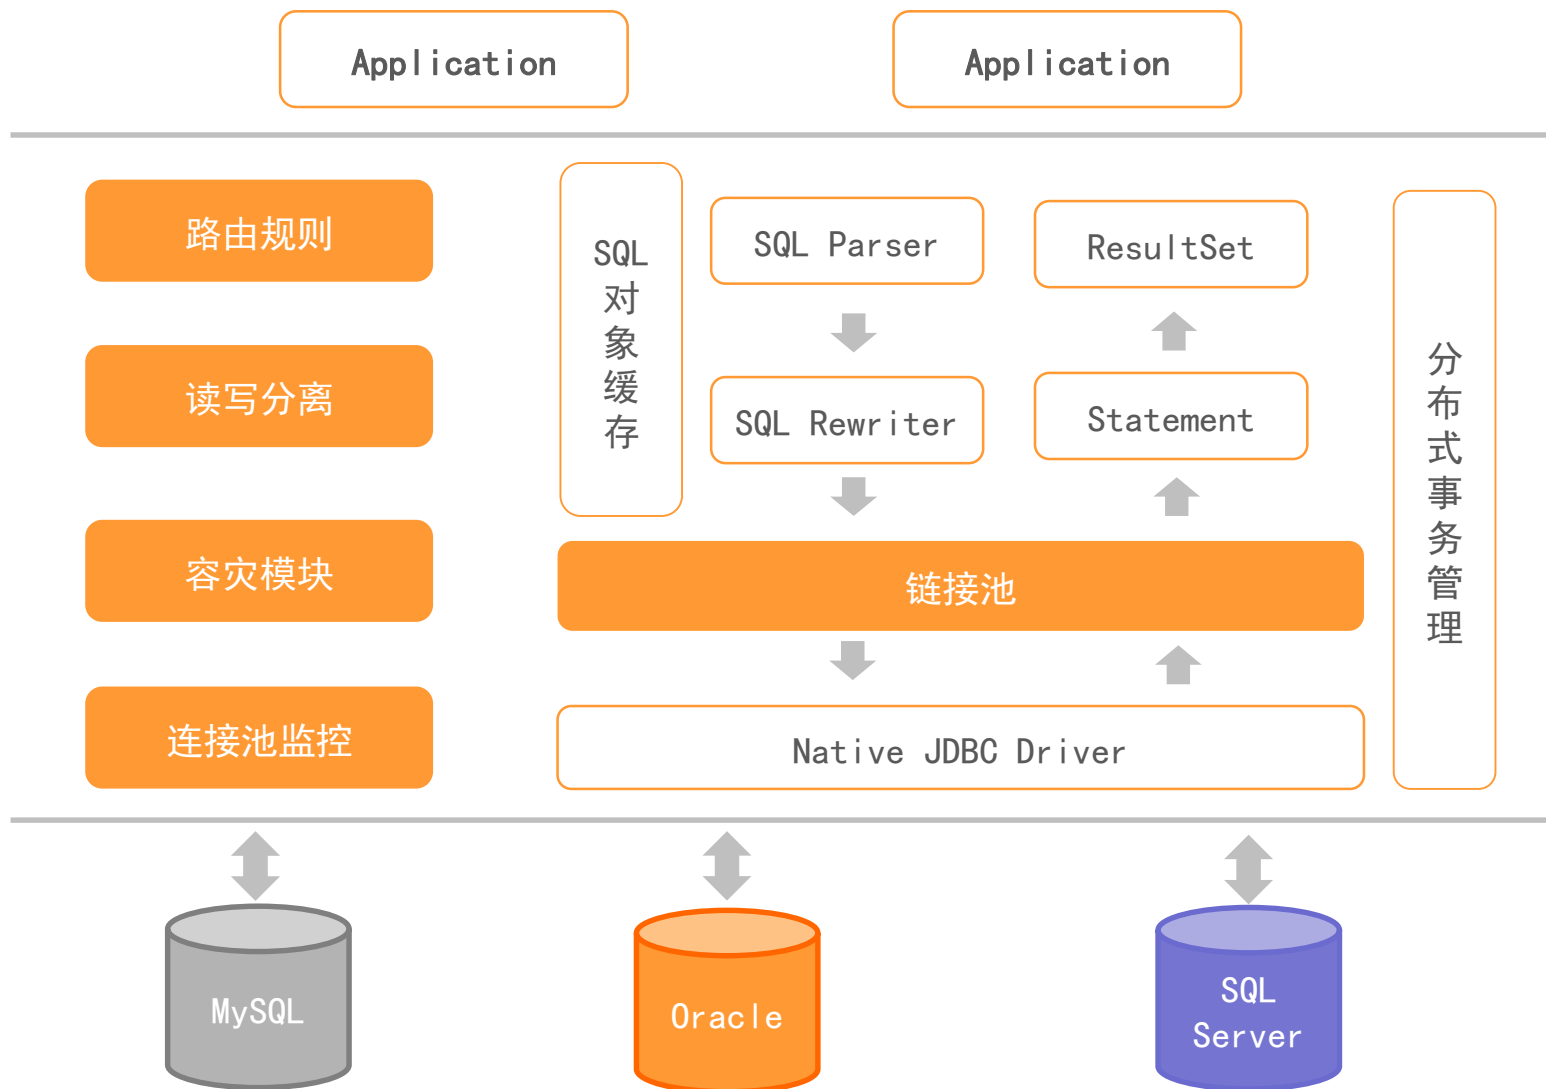 Application
Application
路由规则
读写分离
容灾模块
连接池监控
SQL
对
象
缓
存
SQL Parser
ResultSet
SQL Rewriter
Statement
链接池
Native JDBC Driver
分
布
式
事
务
管
理
MySQL
Oracle
SQL
Server